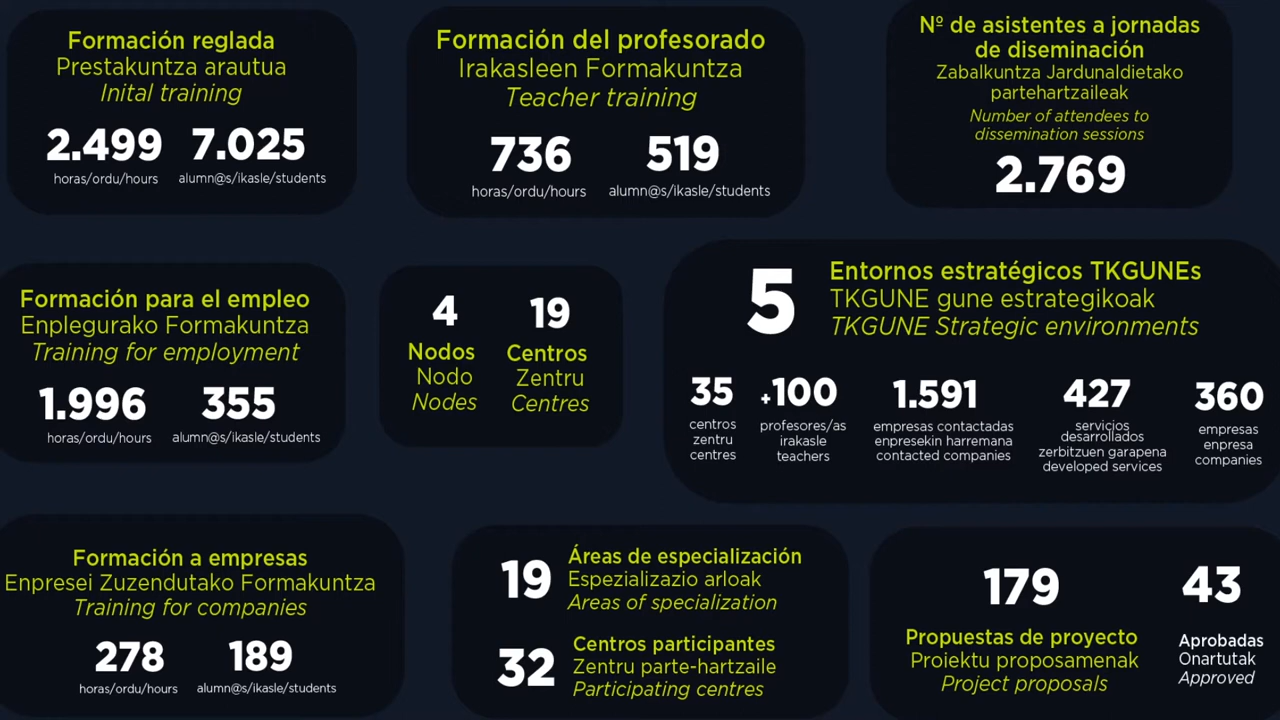 Formación reglada
Prestakuntza arautua
Inital training
2.499 7.025
horas/ordu/hours alumn@s/ikasle/students
Formación del profesorado
Irakasleen Formakuntza
Teacher training
736 519
horas/ordu/hours alumn@s/ikasle/students
Nº de asistentes a jornadas
de diseminación
Zabalkuntza Jardunaldietako
partehartzaileak
Number of attendees to
dissemination sessions
2.769
Formación para el empleo
Enplegurako Formakuntza
Training for employment
1.996 355
horas/ordu/hours alumn@s/ikasle/students
4
Nodos
Nodo
Nodes
19
Centros
Zentru
Centres
5
Entornos estratégicos TKGUNEs
TKGUNE gune estrategikoak
TKGUNE Strategic environments
35
centros
zentru
centres
+100
profesores/as
irakasle
teachers
1.591
empresas contactadas
enpresekin harremana
contacted companies
427
servicios
desarrollados
zerbitzuen garapena
developed services
360
empresas
enpresa
companies
Formación a empresas
Enpresei Zuzendutako Formakuntza
Training for companies
278 189
horas/ordu/hours alumn@s/ikasle/students
19
Áreas de especialización
Espezializazio arloak
Areas of specialization
32
Centros participantes
Zentru parte-hartzaile
Participating centres
179
Propuestas de proyecto
Proiektu proposamenak
Project proposals
43
Aprobadas
Onartutak
Approved